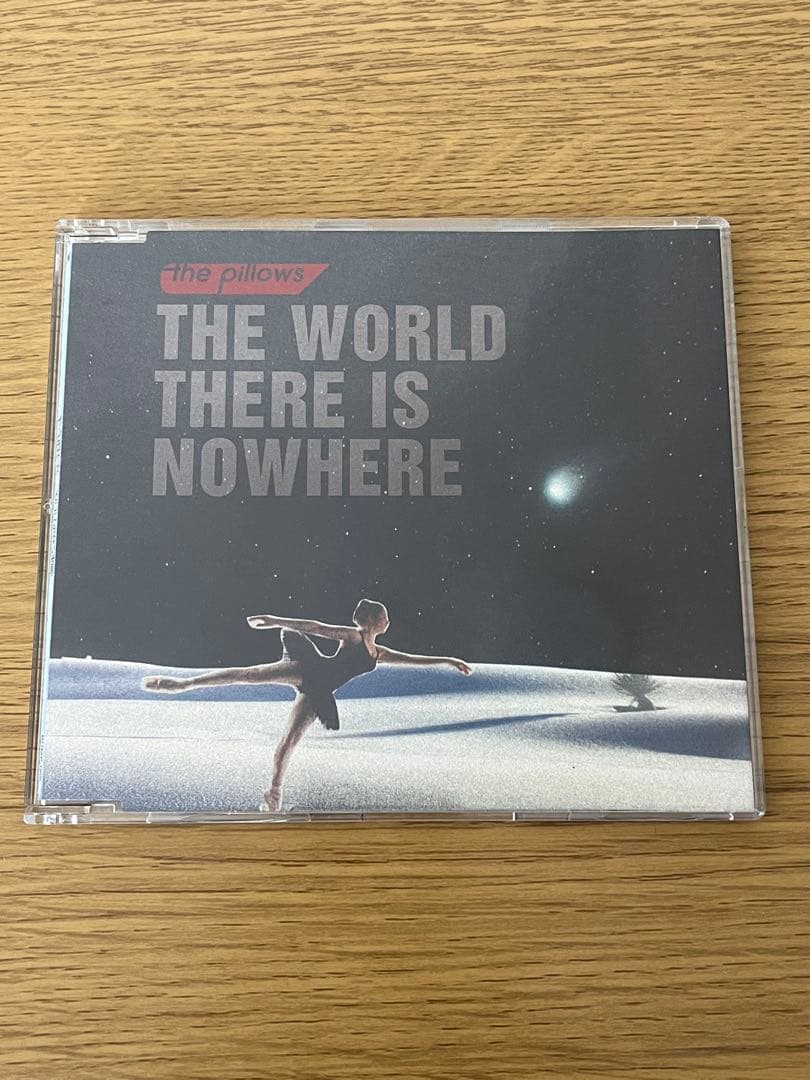 the pillows
THE WORLD
THERE IS
NOWHERE